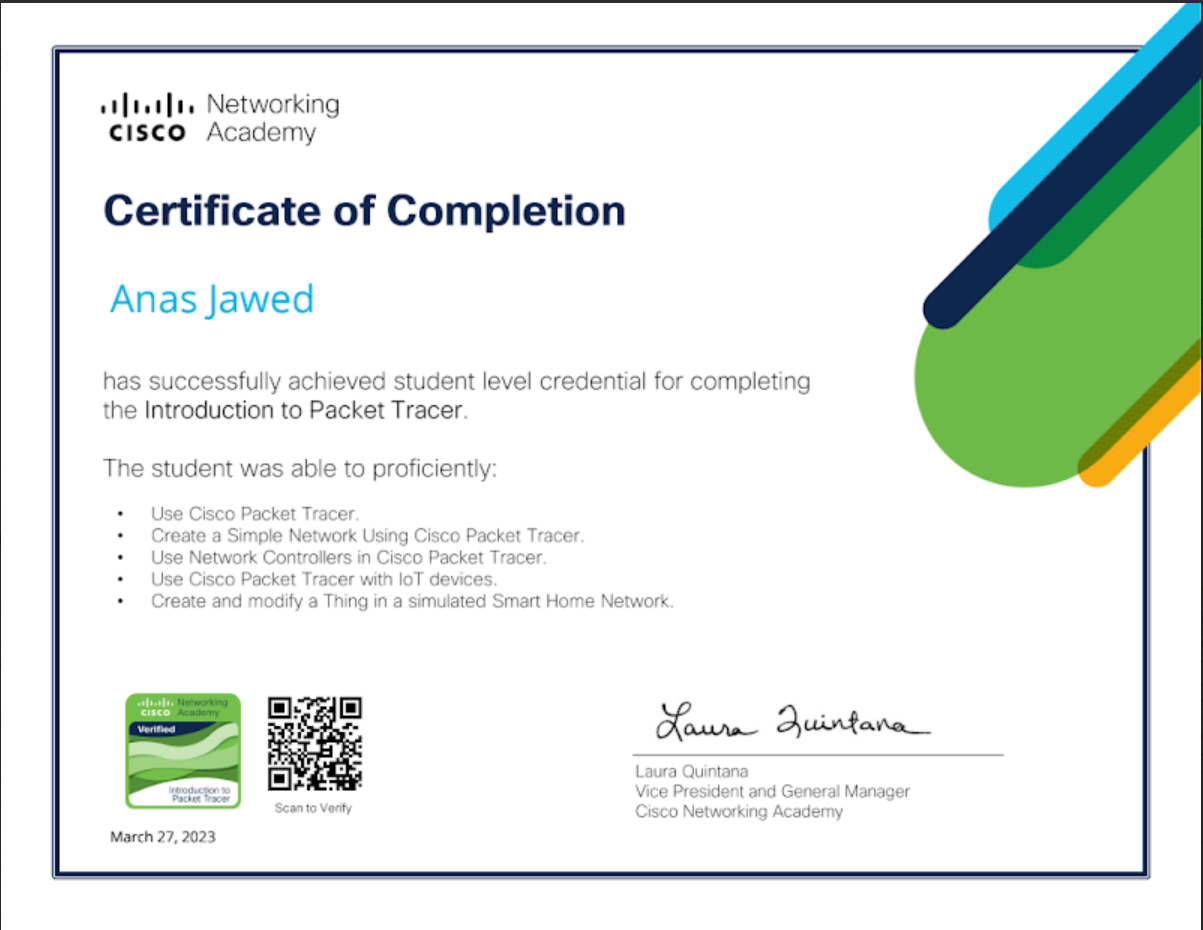 Networking
CISCO Academy
Certificate of Completion
Anas Jawed
has successfully achieved student level credential for completing
the Introduction to Packet Tracer.
The student was able to proficiently:
• Use Cisco Packet Tracer.
• Create a Simple Network Using Cisco Packet Tracer.
• Use Network Controllers in Cisco Packet Tracer.
• Use Cisco Packet Tracer with IoT devices.
• Create and modify a Thing in a simulated Smart Home Network.
Networking
CISCO Academy
Verified
Introduction to
Packet Tracer
Scan to Verify
March 27, 2023
Laura Quintana
Laura Quintana
Vice President and General Manager
Cisco Networking Academy